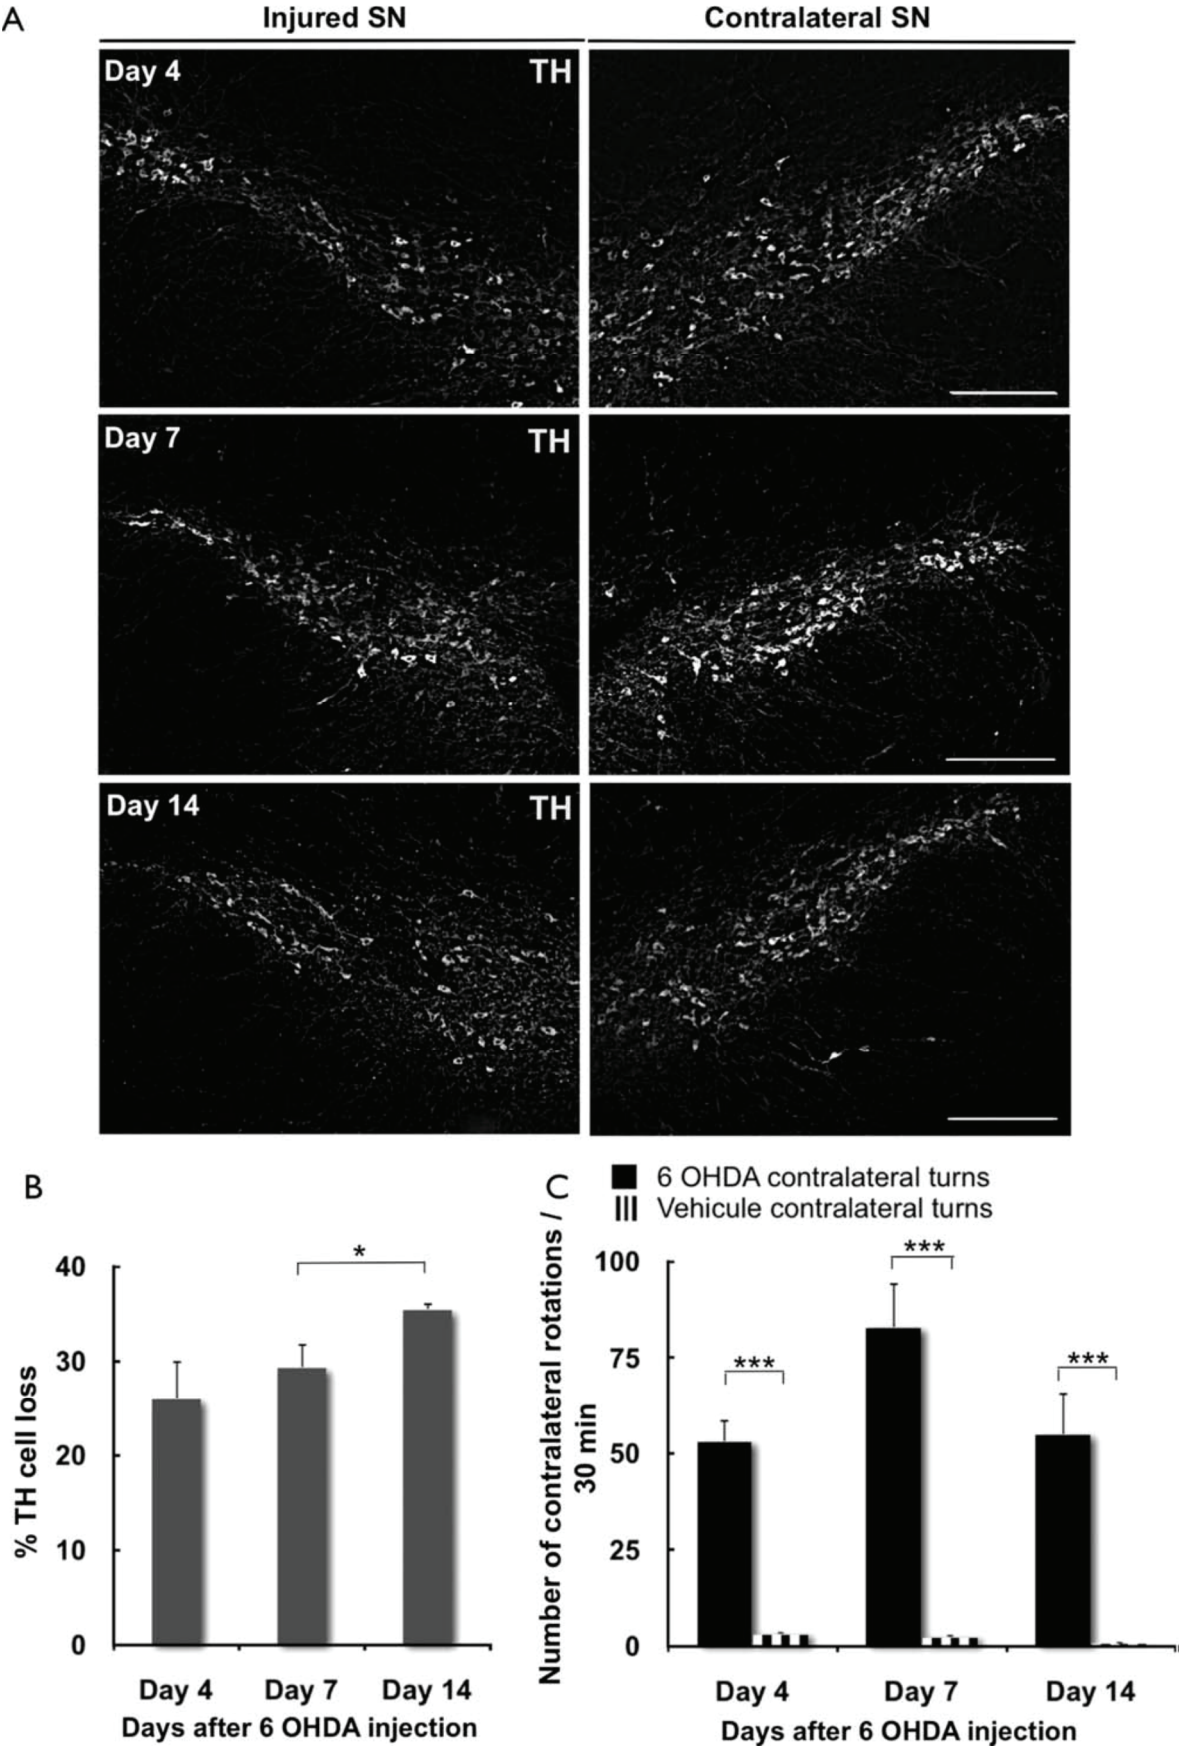 A
Injured SN
Contralateral SN
Day 4
TH
Day 7
TH
Day 14
TH
B
% TH cell loss
40
30
20
10
0
*
Day 4
Day 7
Day 14
Days after 6 OHDA injection
C
6 OHDA contralateral turns
Vehicule contralateral turns
Number of contralateral rotations /
30 min
100
75
50
25
0
***
***
***
Day 4
Day 7
Day 14
Days after 6 OHDA injection